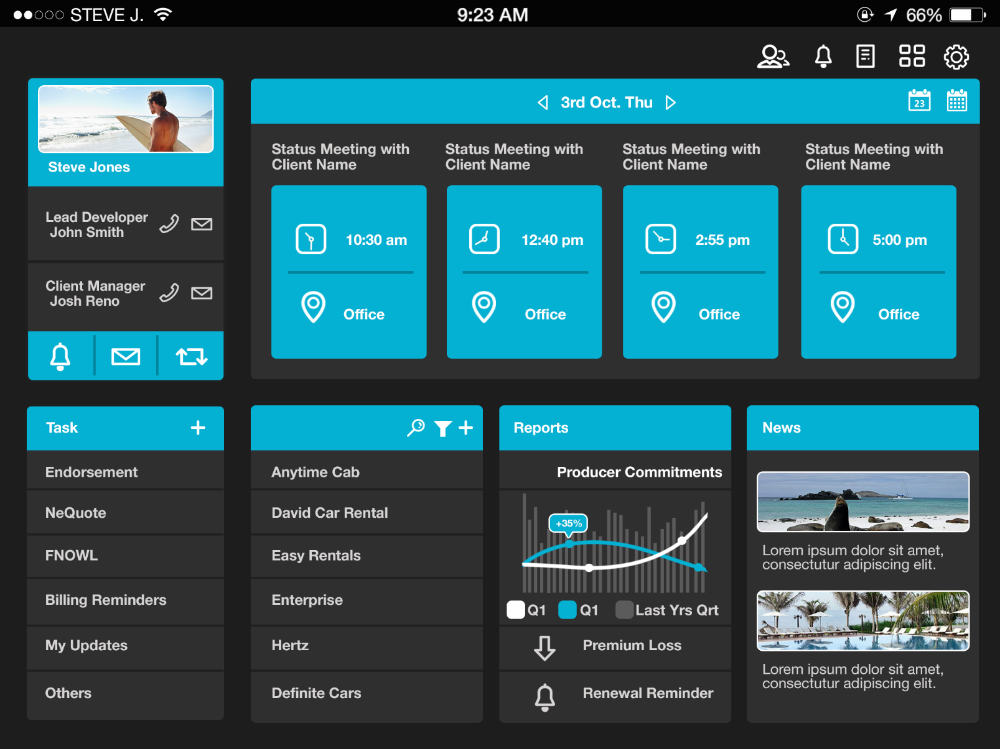 STEVE J.
9:23 AM
66%
Steve Jones
Lead Developer
John Smith
Client Manager
Josh Reno
3rd Oct. Thu
23
Status Meeting with
Client Name
10:30 am
Office
Status Meeting with
Client Name
12:40 pm
Office
Status Meeting with
Client Name
2:55 pm
Office
Status Meeting with
Client Name
5:00 pm
Office
Task
Endorsement
NeQuote
FNOWL
Billing Reminders
My Updates
Others
Anytime Cab
David Car Rental
Easy Rentals
Enterprise
Hertz
Definite Cars
Reports
Producer Commitments
+35%
Q1 Q1 Last Yrs Qrt
Premium Loss
Renewal Reminder
News
Lorem ipsum dolor sit amet,
consectutur adipiscing elit.
Lorem ipsum dolor sit amet,
consectutur adipiscing elit.